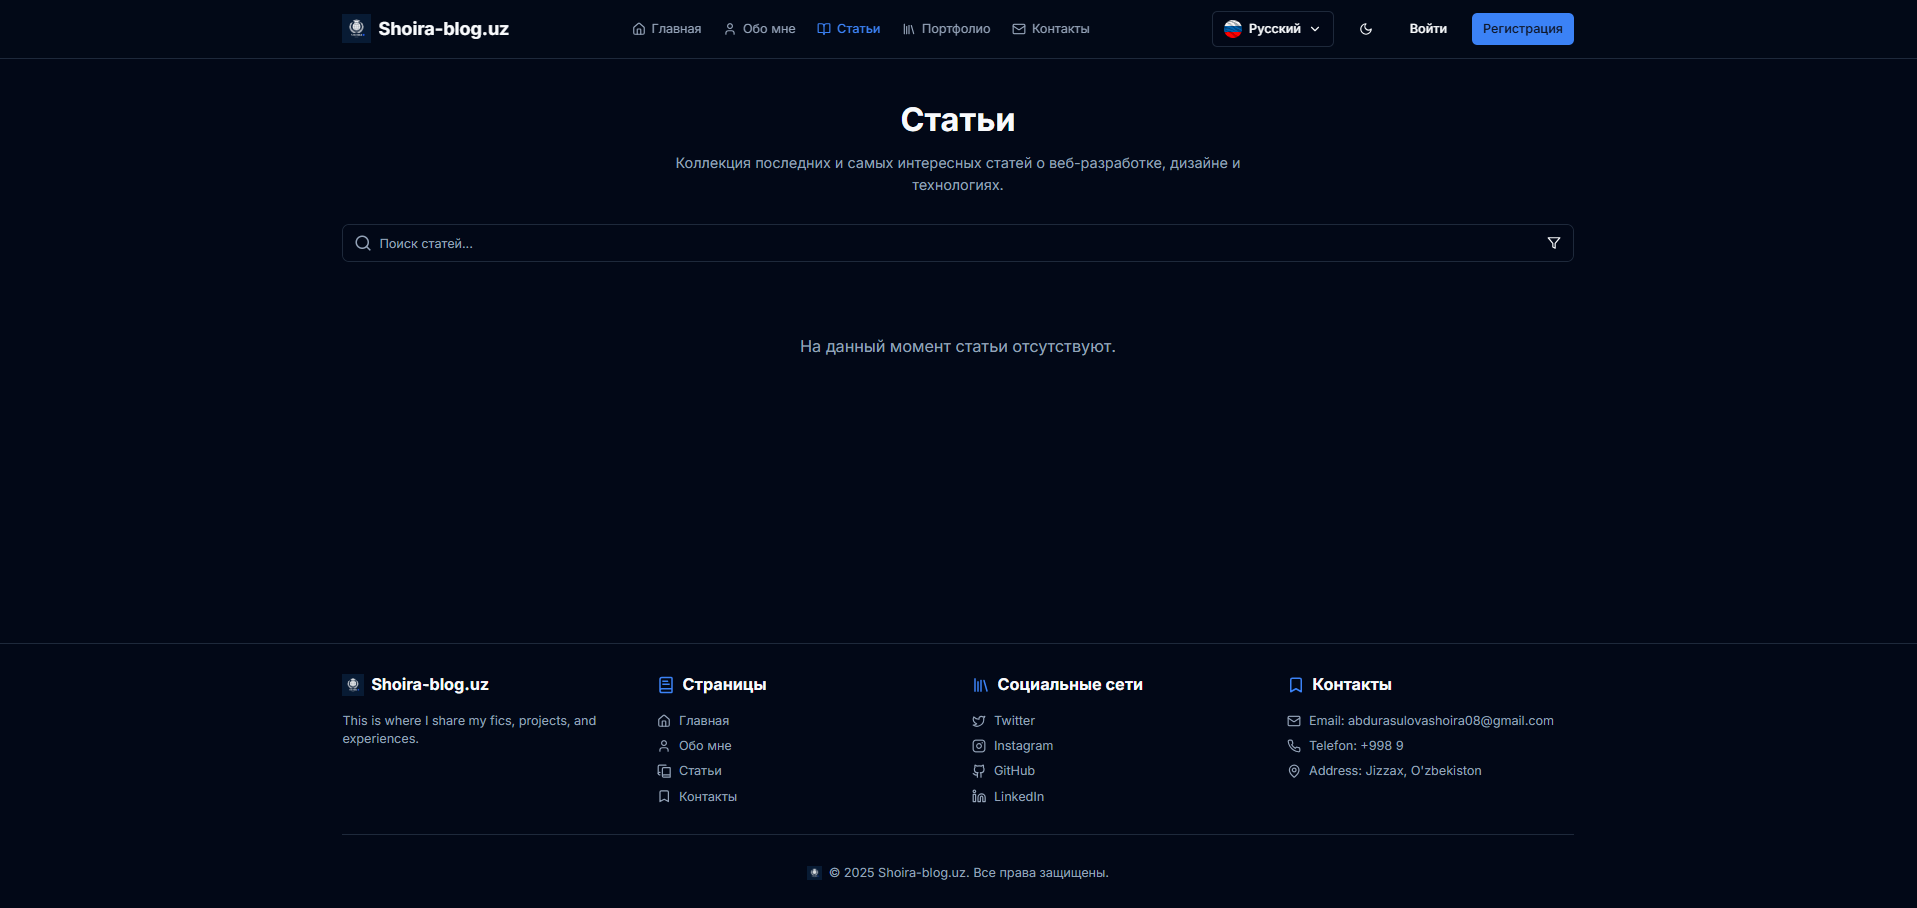 Shoira-blog.uz
Главная
Обо мне
Статьи
Портфолио
Контакты
Русский
Войти
Регистрация
Статьи
Коллекция последних и самых интересных статей о веб-разработке, дизайне и
технологиях.
Поиск статей...
На данный момент статьи отсутствуют.
Shoira-blog.uz
This is where I share my fics, projects, and
experiences.
Страницы
Главная
Обо мне
Статьи
Контакты
Социальные сети
Twitter
Instagram
GitHub
LinkedIn
Контакты
Email: abdurasulovashoira08@gmail.com
Telefon: +998 9
Address: Jizzax, O'zbekiston
© 2025 Shoira-blog.uz. Все права защищены.